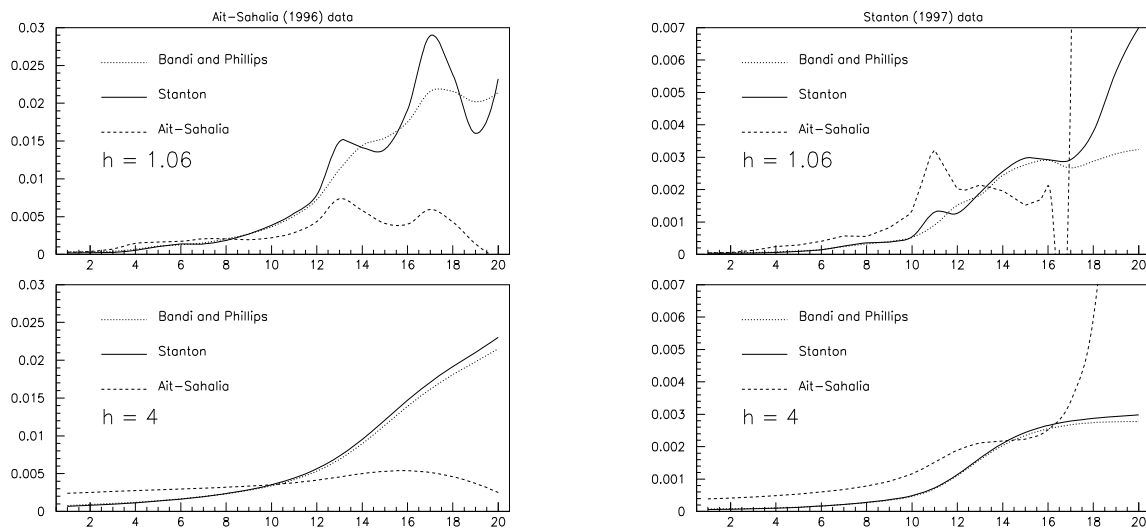 Ait-Sahalia (1996) data
0.03
0.025
0.02
0.015
0.01
0.005
0
Bandi and Phillips
Stanton
Ait-Sahalia
h = 1.06
2 4 6 8 10 12 14 16 18 20
Stanton (1997) data
0.007
0.006
0.005
0.004
0.003
0.002
0.001
0
Bandi and Phillips
Stanton
Ait-Sahalia
h = 1.06
2 4 6 8 10 12 14 16 18 20
0.03
0.025
0.02
0.015
0.01
0.005
0
Bandi and Phillips
Stanton
Ait-Sahalia
h = 4
2 4 6 8 10 12 14 16 18 20
0.007
0.006
0.005
0.004
0.003
0.002
0.001
0
Bandi and Phillips
Stanton
Ait-Sahalia
h = 4
2 4 6 8 10 12 14 16 18 20